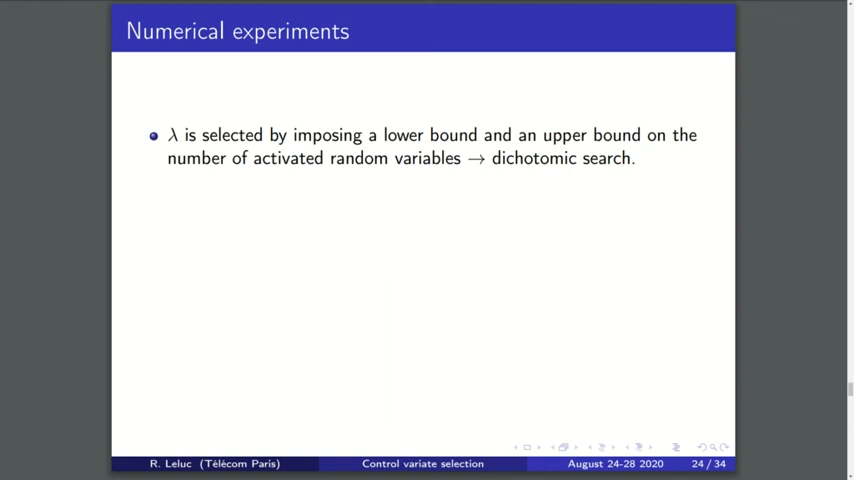 Numerical experiments
λ is selected by imposing a lower bound and an upper bound on the
number of activated random variables → dichotomic search.
R. Leluc (Télécom Paris) Control variate selection August 24-28 2020 24 / 34